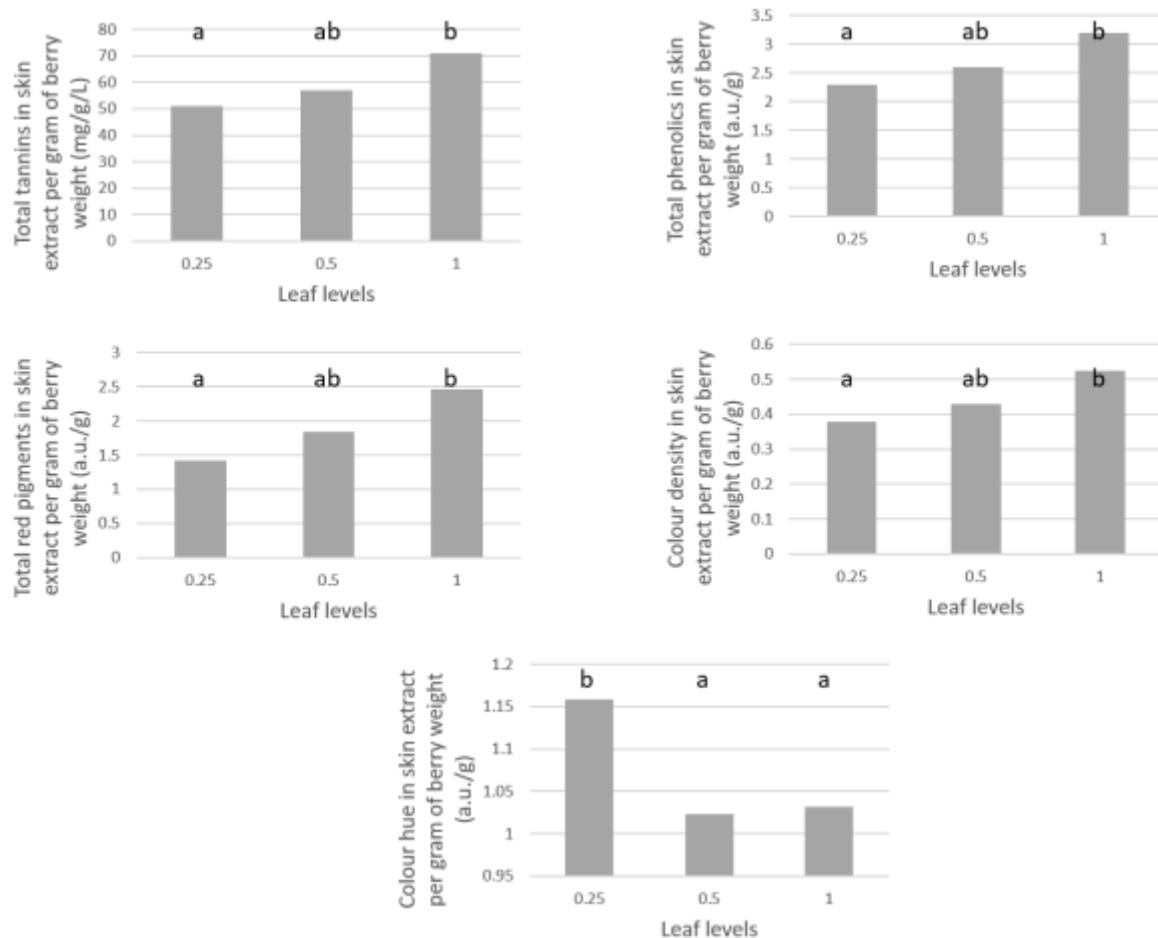 Total tannins in skin
extract per gram of berry
weight (mg/g/L)
80
70
60
50
40
30
20
10
0
a
ab
b
0.25
0.5
1
Leaf levels
Total phenolics in skin
extract per gram of berry
weight (a.u./g)
3.5
3
2.5
2
1.5
1
0.5
0
a
ab
b
0.25
0.5
1
Leaf levels
Total red pigments in skin
extract per gram of berry
weight (a.u./g)
3
2.5
2
1.5
1
0.5
0
a
ab
b
0.25
0.5
1
Leaf levels
Colour density in skin
extract per gram of berry
weight (a.u./g)
0.6
0.5
0.4
0.3
0.2
0.1
0
a
ab
b
0.25
0.5
1
Leaf levels
Colour hue in skin extract
per gram of berry weight
(a.u./g)
1.2
1.15
1.1
1.05
1
0.95
b
a
a
0.25
0.5
1
Leaf levels